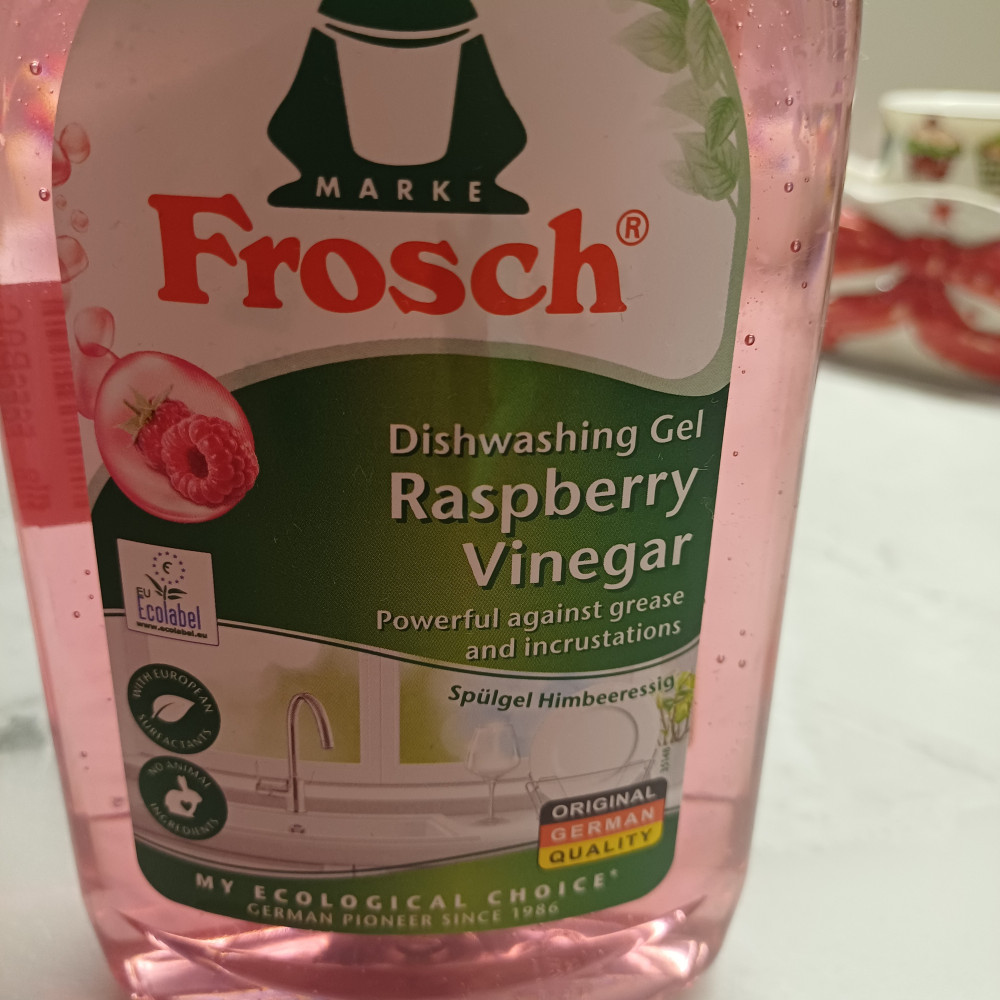 MARKE
Frosch®
Dishwashing Gel
Raspberry
Vinegar
Powerful against grease
and incrustations
Spülgel Himbeeressig
EU
Ecolabel
www.ecolabel.eu
WITH EUROPEAN
SURFACTANTS
NO ANIMAL
INGREDIENTS
ORIGINAL
GERMAN
QUALITY
MY ECOLOGICAL CHOICE*
GERMAN PIONEER SINCE 1986